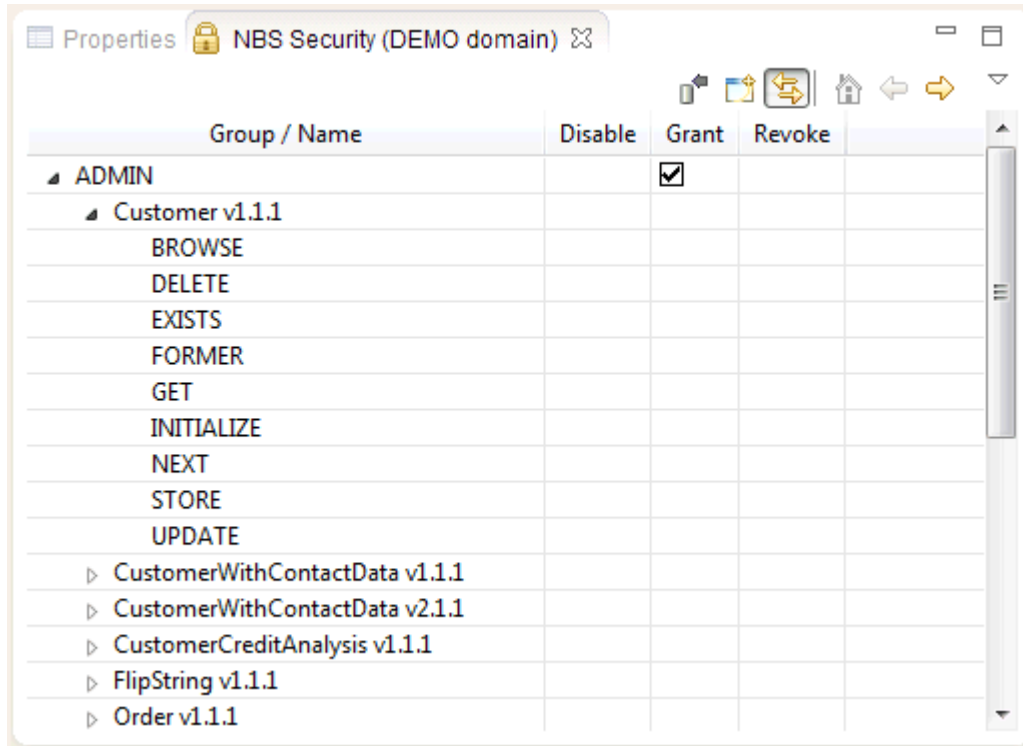 Properties NBS Security (DEMO domain)
Group / Name Disable Grant Revoke
ADMIN
Customer v1.1.1
BROWSE
DELETE
EXISTS
FORMER
GET
INITIALIZE
NEXT
STORE
UPDATE
CustomerWithContactData v1.1.1
CustomerWithContactData v2.1.1
CustomerCreditAnalysis v1.1.1
FlipString v1.1.1
Order v1.1.1